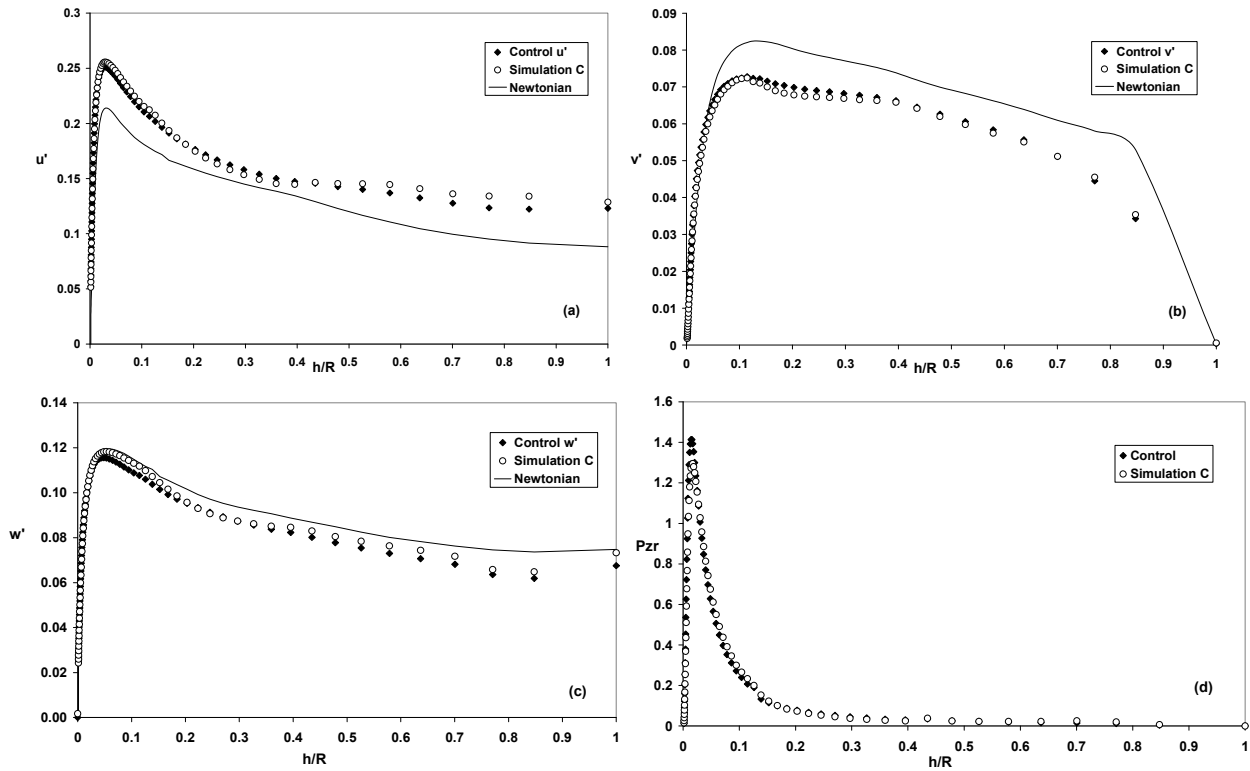 0.3
0.25
0.2
0.15
0.1
0.05
0
u'
Control u'
Simulation C
Newtonian
(a)
0 0.1 0.2 0.3 0.4 0.5 0.6 0.7 0.8 0.9 1
h/R
0.09
0.08
0.07
0.06
0.05
0.04
0.03
0.02
0.01
0.00
v'
Control v'
Simulation C
Newtonian
(b)
0 0.1 0.2 0.3 0.4 0.5 0.6 0.7 0.8 0.9 1
h/R
0.14
0.12
0.10
0.08
0.06
0.04
0.02
0.00
w'
Control w'
Simulation C
Newtonian
(c)
0 0.1 0.2 0.3 0.4 0.5 0.6 0.7 0.8 0.9 1
h/R
1.6
1.4
1.2
1
0.8
0.6
0.4
0.2
0
Pzr
Control
Simulation C
(d)
0 0.1 0.2 0.3 0.4 0.5 0.6 0.7 0.8 0.9 1
h/R